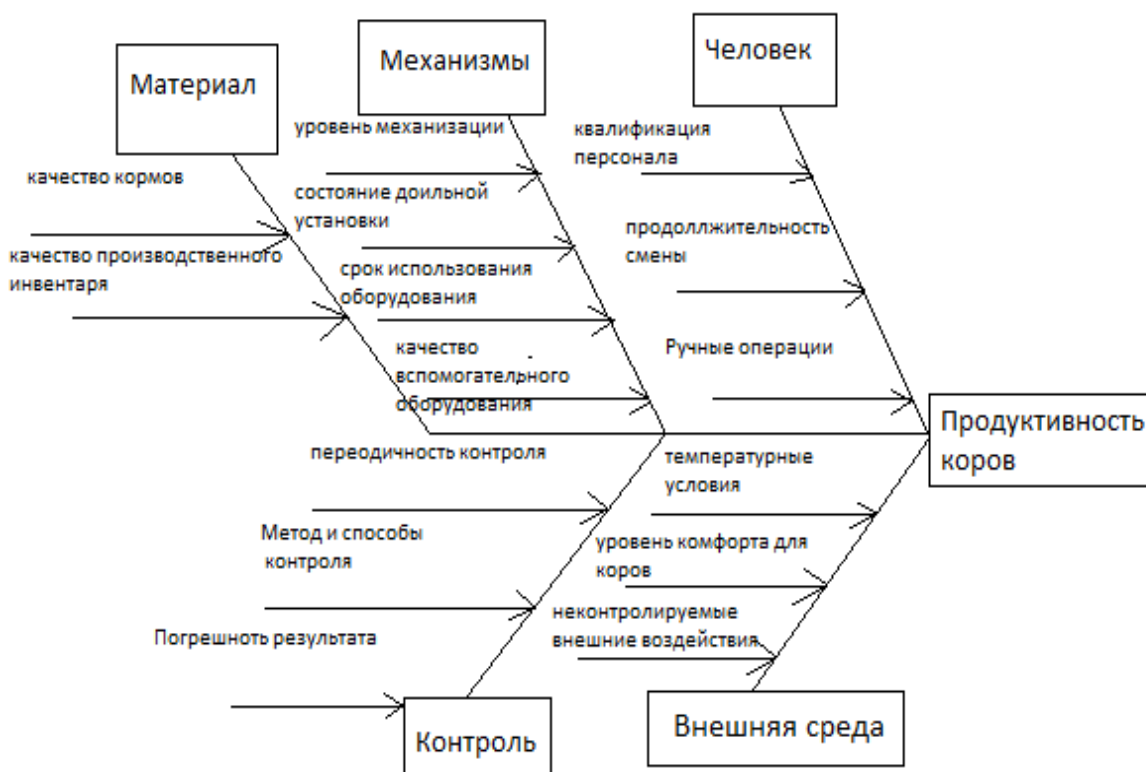 Материал
Механизмы
Человек
качество кормов
качество производственного
инвентаря
уровень механизации
состояние доильной
установки
срок использования
оборудования
качество
вспомогательного
оборудования
квалификация
персонала
продоллжительность
смены
Ручные операции
Продуктивность
коров
переодичность контроля
Метод и способы
контроля
Погрешноть результата
температурные
условия
уровень комфорта для
коров
неконтролируемые
внешние воздействия
Контроль
Внешняя среда